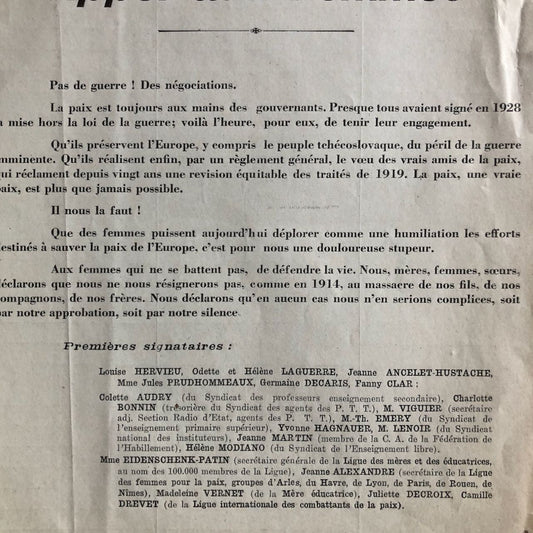 Pas de guerre ! Des négociations.
La paix est toujours aux mains des gouvernants. Presque tous avaient signé en 1928
a mise hors la loi de la guerre; voilà l'heure, pour eux, de tenir leur engagement.
Qu'ils préservent l'Europe, y compris le peuple tchécoslovaque, du péril de la guerre
mminente. Qu'ils réalisent enfin, par un règlement général, le vœu des vrais amis de la paix,
ui réclament depuis vingt ans une revision équitable des traités de 1919. La paix, une vraie
aix, est plus que jamais possible.
Il nous la faut !
Que des femmes puissent aujourd'hui déplorer comme une humiliation les efforts
estinés à sauver la paix de l'Europe, c'est pour nous une douloureuse stupeur.
Aux femmes qui ne se battent pas, de défendre la vie. Nous, mères, femmes, sœurs,
éclarons que nous ne nous résignerons pas, comme en 1914, au massacre de nos fils, de nos
ompagnons, de nos frères. Nous déclarons qu'en aucun cas nous n'en serions complices, soit
ar notre approbation, soit par notre silence
Premières signataires :
Louise HERVIEU, Odette et Hélène LAGUERRE, Jeanne ANCELET-HUSTACHE,
Mme Jules PRUDHOMMEAUX, Germaine DECARIS, Fanny CLAR :
Colette AUDRY (du Syndicat des professeurs enseignement secondaire), Charlotte
BONNIN (trésorière du Syndicat des agents des P. T. T.), M. VIGUIER (secrétaire
adj. Section Radio d'Etat, agents des P. T. T.), M.-Th. EMERY (du Syndicat de
l'enseignement primaire supérieur), Yvonne HAGNAUER, M. LENOIR (du Syndicat
national des instituteurs), Jeanne MARTIN (membre de la C. A. de la Fédération de
l'Habillement), Hélène MODIANO (du Syndicat de l'Enseignement libre).
Mme EIDENSCHENK-PATIN (secrétaire générale de la Ligue des mères et des éducatrices,
au nom des 100.000 membres de la Ligue), Jeanne ALEXANDRE (secrétaire de la Ligue
des femmes pour la paix, groupes d'Arles, du Havre, de Lyon, de Paris, de Rouen, de
Nîmes), Madeleine VERNET (de la Mère éducatrice), Juliette DECROIX, Camille
DREVET (de la Ligue internationale des combattants de la paix).